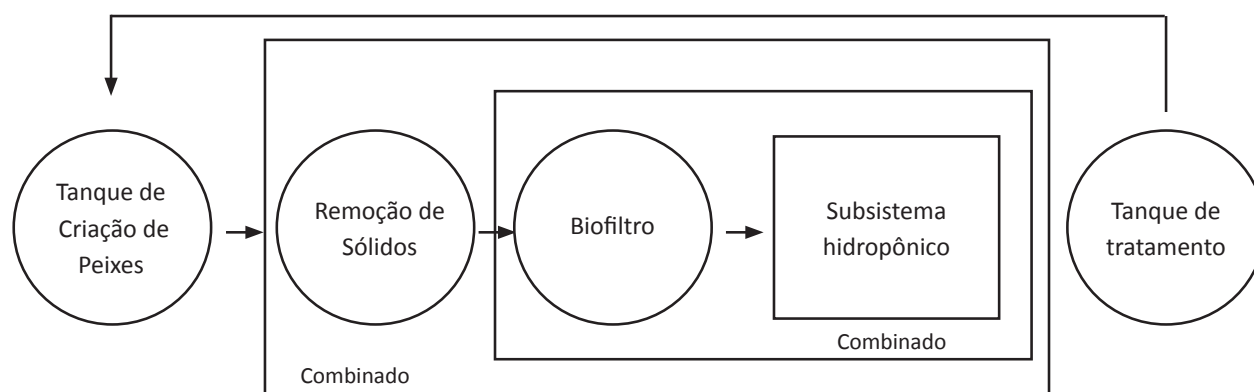 Tanque de
Criação de
Peixes
Remoção de
Sólidos
Biofiltro
Subsistema
hidropônico
Tanque de
tratamento
Combinado
Combinado